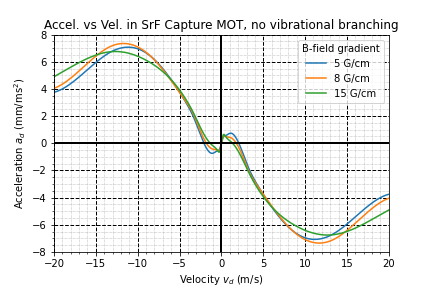 Accel. vs Vel. in SrF Capture MOT, no vibrational branching
Acceleration a_d (mm/ms²)
8
6
4
2
0
−2
−4
−6
−8
B-field gradient
5 G/cm
8 G/cm
15 G/cm
−20 −15 −10 −5 0 5 10 15 20
Velocity v_d (m/s)